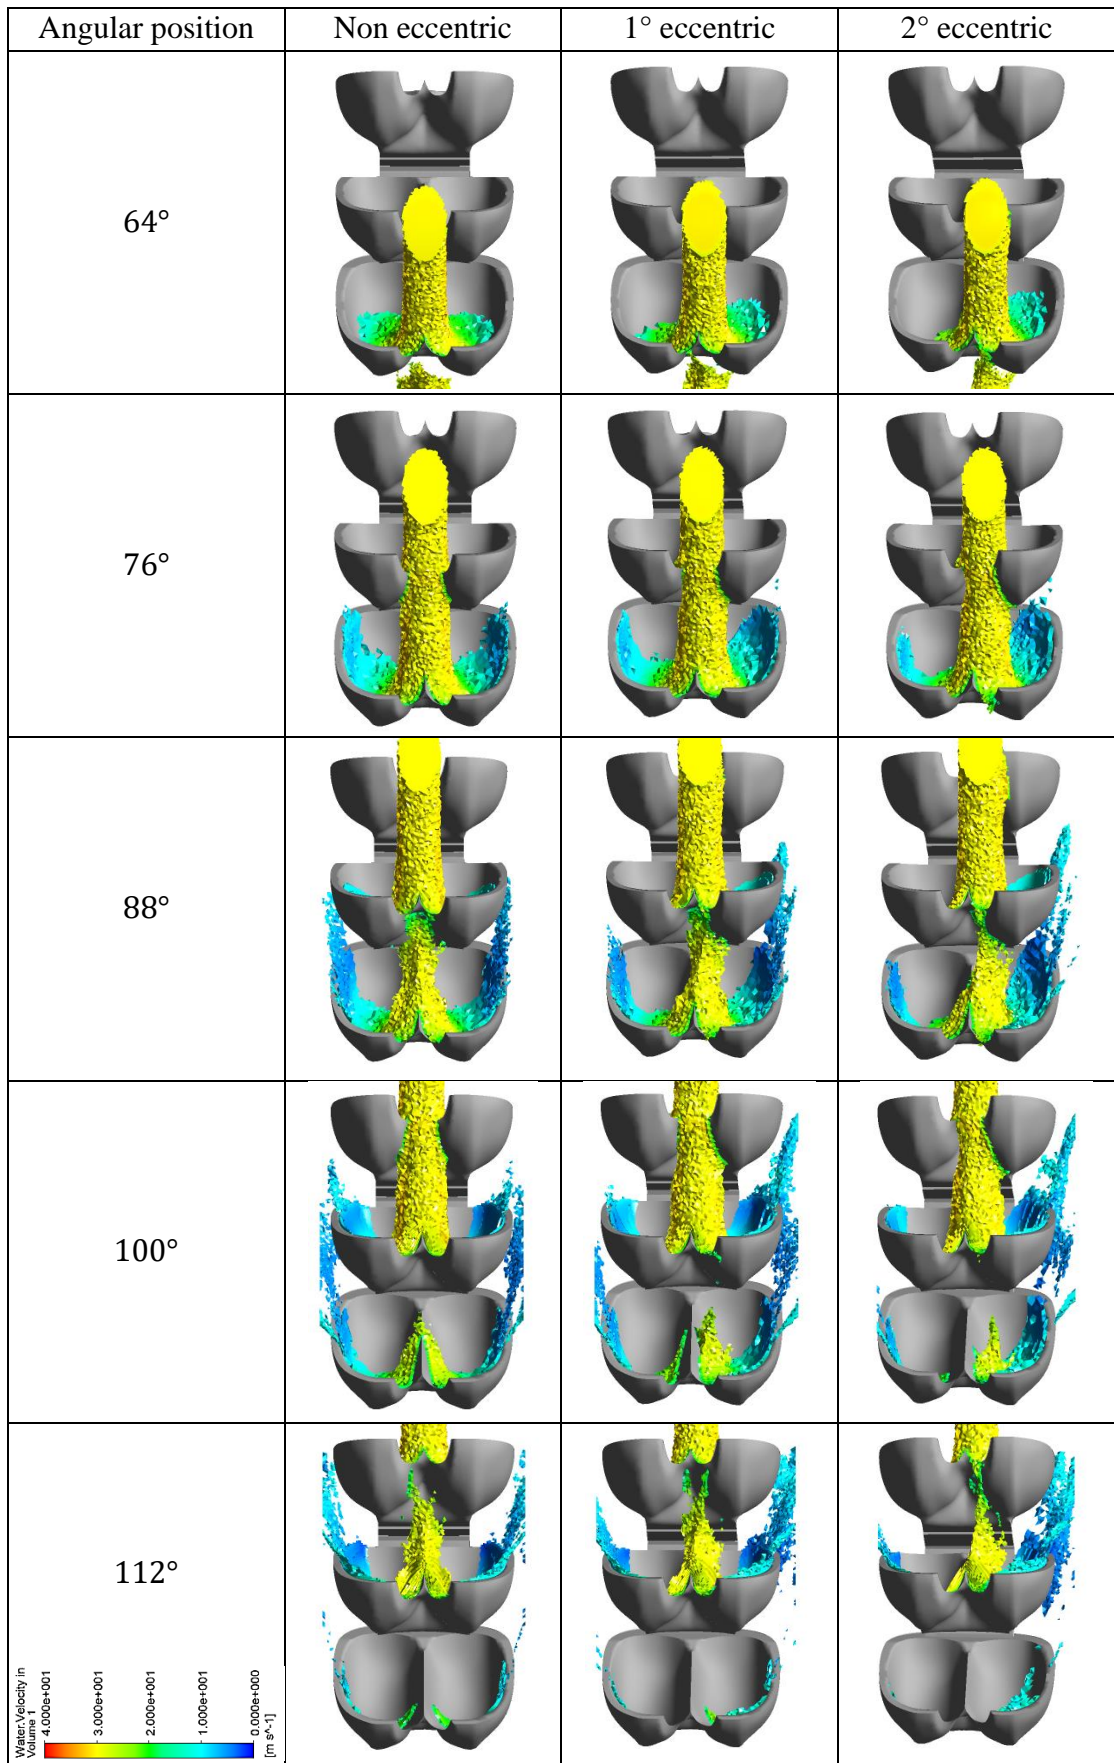 Angular position Non eccentric 1° eccentric 2° eccentric
64°
76°
88°
100°
112°
Water.Velocity in
Volume 1
4.000e+001
3.000e+001
2.000e+001
1.000e+001
0.000e+000
[m s^-1]